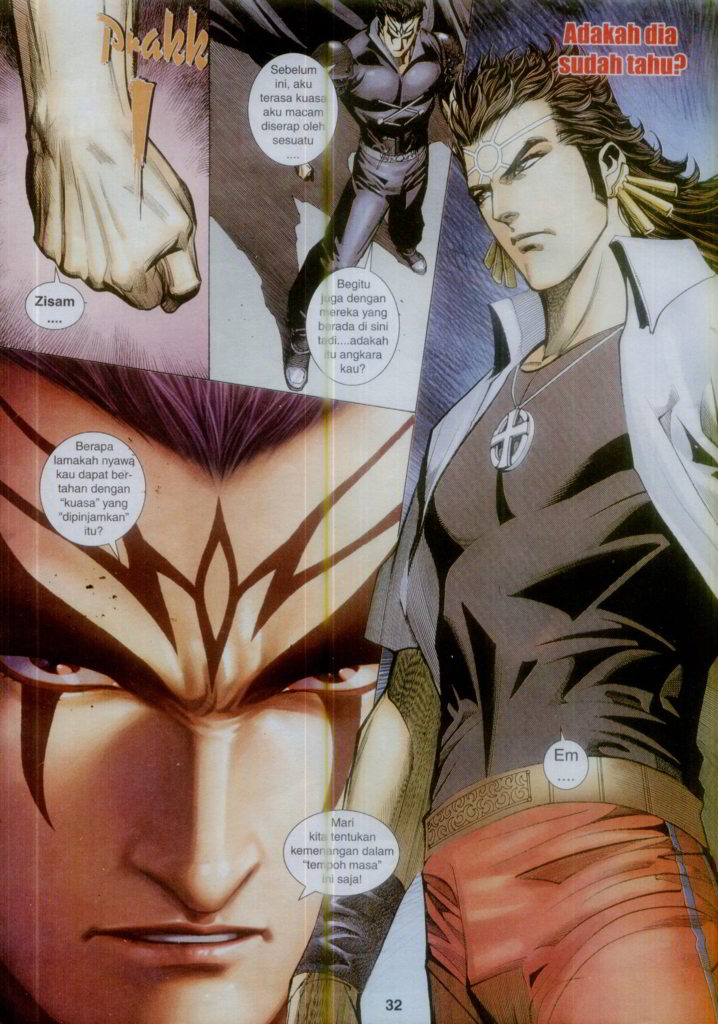 Prakk
!
Zisam
....
Sebelum
ini, aku
terasa kuasa
aku macam
diserap oleh
sesuatu
....
Begitu
juga dengan
mereka yang
berada di sini
tadi....adakah
itu angkara
kau?
Adakah dia
sudah tahu?
Berapa
lamakah nyawa
kau dapat ber-
tahan dengan
"kuasa" yang
"dipinjamkan"
itu?
Em
....
Mari
kita tentukan
kemenangan dalam
"tempoh masa"
ini saja!
32